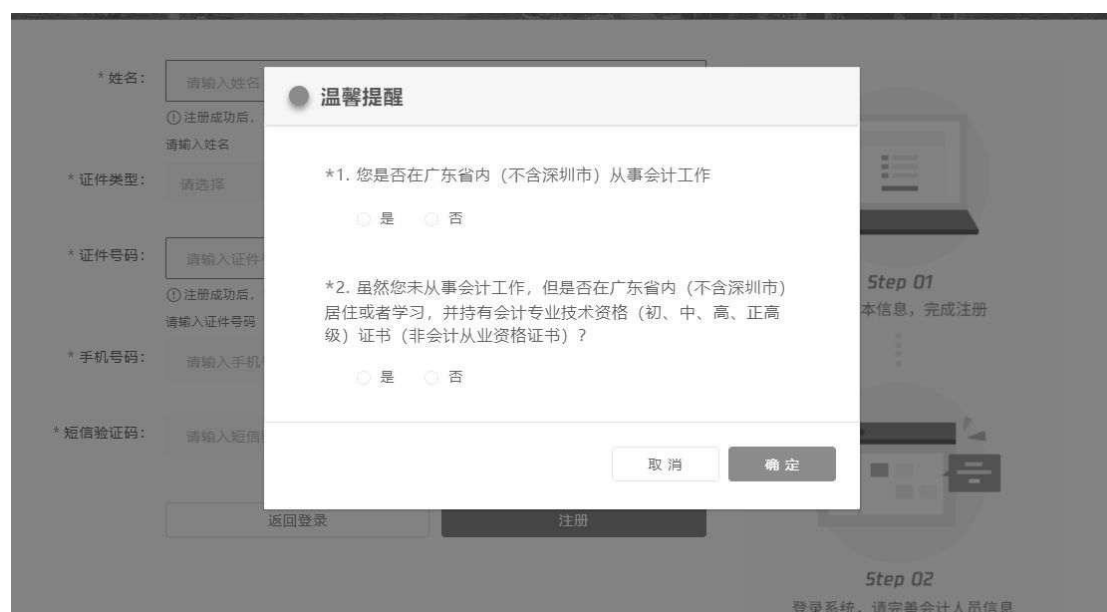 * 姓名：
请输入姓名
温馨提醒
注册成功后，
请输入姓名
* 证件类型：
请选择
*1. 您是否在广东省内（不含深圳市）从事会计工作
是 否
* 证件号码：
请输入证件
*2. 虽然您未从事会计工作，但是否在广东省内（不含深圳市）
注册成功后，
居住或者学习，并持有会计专业技术资格（初、中、高、正高
请输入证件号码
级）证书（非会计从业资格证书）?
Step 01
本信息，完成注册
* 手机号码：
请输入手机
是 否
* 短信验证码：
请输入短信
取消 确定
返回登录
注册
Step 02
登录系统，请完善会计人员信息